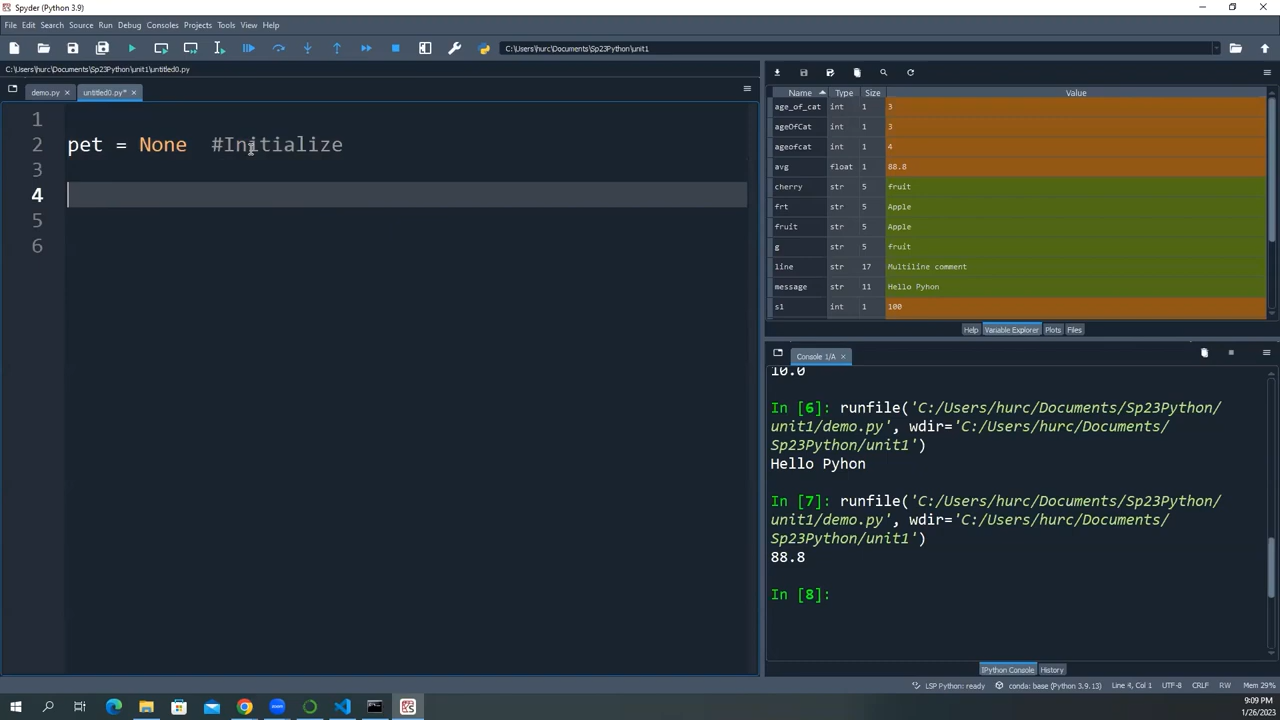 Spyder (Python 3.9)
File Edit Search Source Run Debug Consoles Projects Tools View Help
C:\Users\hurc\Documents\Sp23Python\unit1
C:\Users\hurc\Documents\Sp23Python\unit1\untitled0.py
demo.py
untitled0.py*
1
2 pet = None #Initialize
3
4
5
6
Name Type Size Value
age_of_cat int 1 3
ageOfCat int 1 3
ageofcat int 1 4
avg float 1 88.8
cherry str 5 fruit
frt str 5 Apple
fruit str 5 Apple
g str 5 fruit
line str 17 Multiline comment
message str 11 Hello Pyhon
s1 int 1 100
Help Variable Explorer Plots Files
Console 1/A
10.0
In [6]: runfile('C:/Users/hurc/Documents/Sp23Python/
unit1/demo.py', wdir='C:/Users/hurc/Documents/
Sp23Python/unit1')
Hello Pyhon
In [7]: runfile('C:/Users/hurc/Documents/Sp23Python/
unit1/demo.py', wdir='C:/Users/hurc/Documents/
Sp23Python/unit1')
88.8
In [8]:
IPython Console History
LSP Python: ready conda: base (Python 3.9.13) Line 4, Col 1 UTF-8 CRLF RW Mem 29%
9:09 PM
1/26/2023